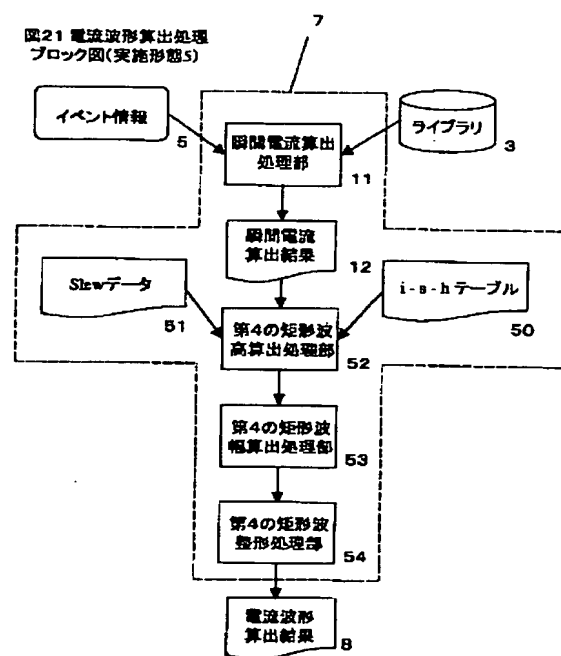 図21 電流波形算出処理
ブロック図(実施形態5)
7
イベント情報
5
瞬間電流算出
処理部
11
ライブラリ
3
瞬間電流
算出結果
12
Slewデータ
51
i-s-hテーブル
50
第4の矩形波
高算出処理部
52
第4の矩形波
幅算出処理部
53
第4の矩形波
整形処理部
54
電流波形
算出結果
8